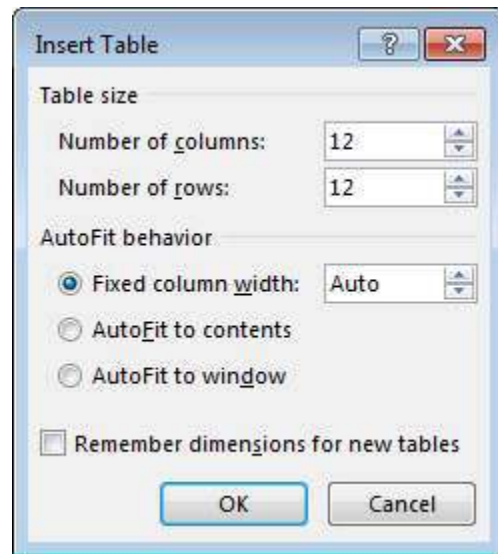 Insert Table
?
Table size
Number of columns: 12
Number of rows: 12
AutoFit behavior
Fixed column width: Auto
AutoFit to contents
AutoFit to window
Remember dimensions for new tables
OK Cancel